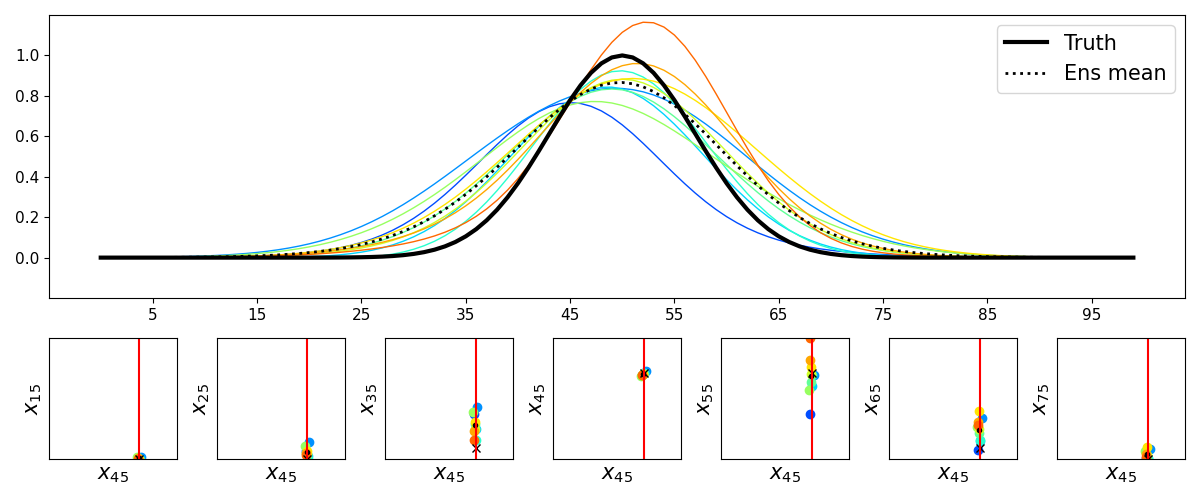 1.0
0.8
0.6
0.4
0.2
0.0
Truth
Ens mean
5 15 25 35 45 55 65 75 85 95
x₁₅ x₂₅ x₃₅ x₄₅ x₅₅ x₆₅ x₇₅
x₄₅ x₄₅ x₄₅ x₄₅ x₄₅ x₄₅ x₄₅